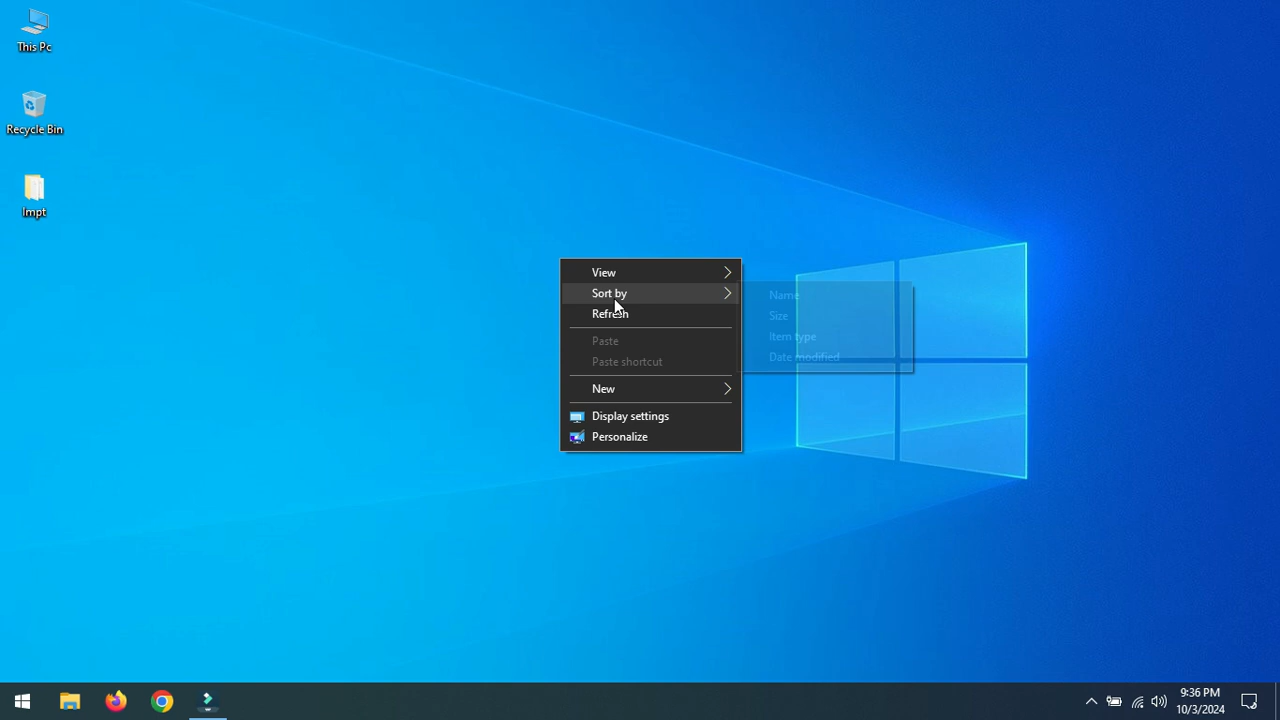 This Pc
Recycle Bin
Impt
View
Sort by
Refresh
Paste
Paste shortcut
New
Display settings
Personalize
Name
Size
Item type
Date modified
9:36 PM
10/3/2024